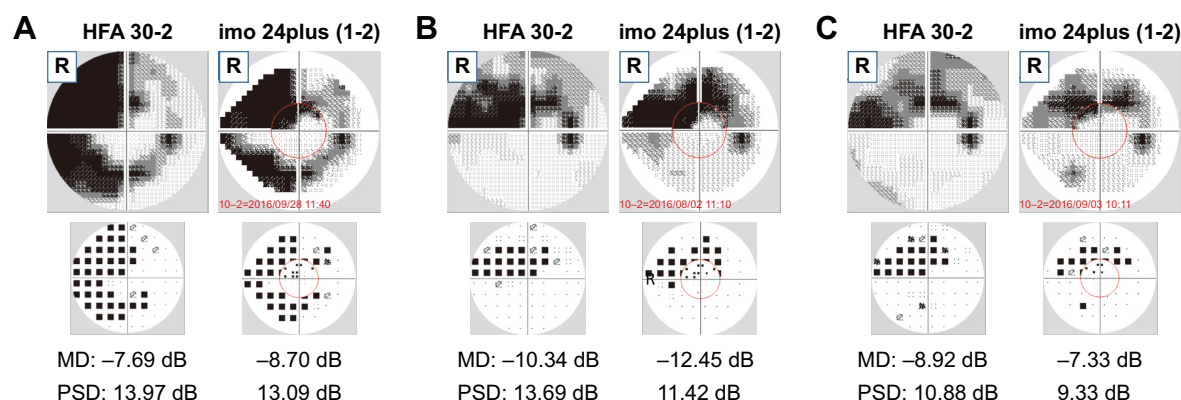 A
HFA 30-2
imo 24plus (1-2)
R
R
10–2=2016/09/28 11:40
MD: –7.69 dB
–8.70 dB
PSD: 13.97 dB
13.09 dB
B
HFA 30-2
imo 24plus (1-2)
R
R
10–2=2016/08/02 11:10
R
MD: –10.34 dB
–12.45 dB
PSD: 13.69 dB
11.42 dB
C
HFA 30-2
imo 24plus (1-2)
R
R
10–2=2016/09/03 10:11
MD: –8.92 dB
–7.33 dB
PSD: 10.88 dB
9.33 dB